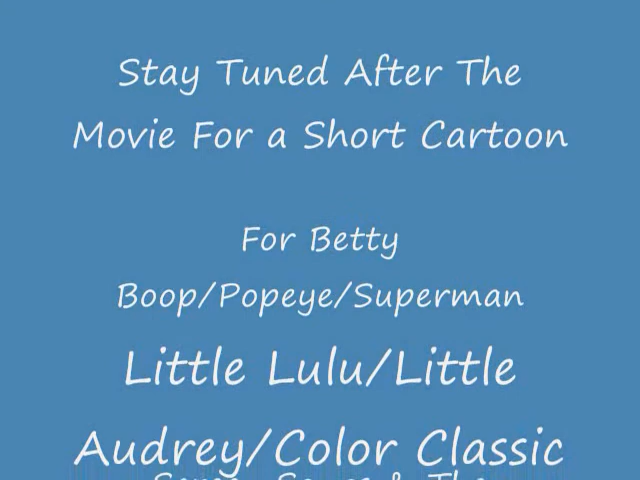 Stay Tuned After The
Movie For a Short Cartoon
For Betty
Boop/Popeye/Superman
Little Lulu/Little
Audrey/Color Classic